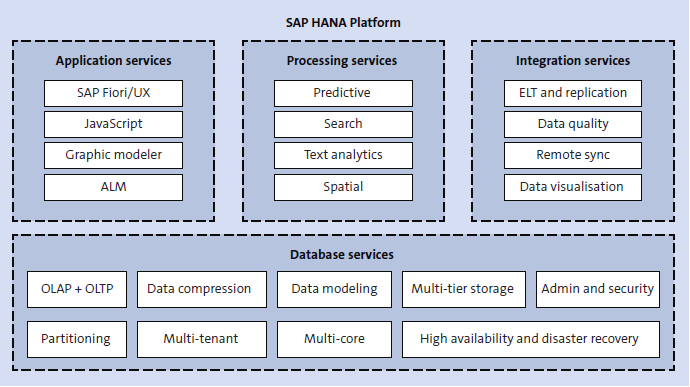 SAP HANA Platform
Application services
SAP Fiori/UX
JavaScript
Graphic modeler
ALM
Processing services
Predictive
Search
Text analytics
Spatial
Integration services
ELT and replication
Data quality
Remote sync
Data visualisation
Database services
OLAP + OLTP
Data compression
Data modeling
Multi-tier storage
Admin and security
Partitioning
Multi-tenant
Multi-core
High availability and disaster recovery